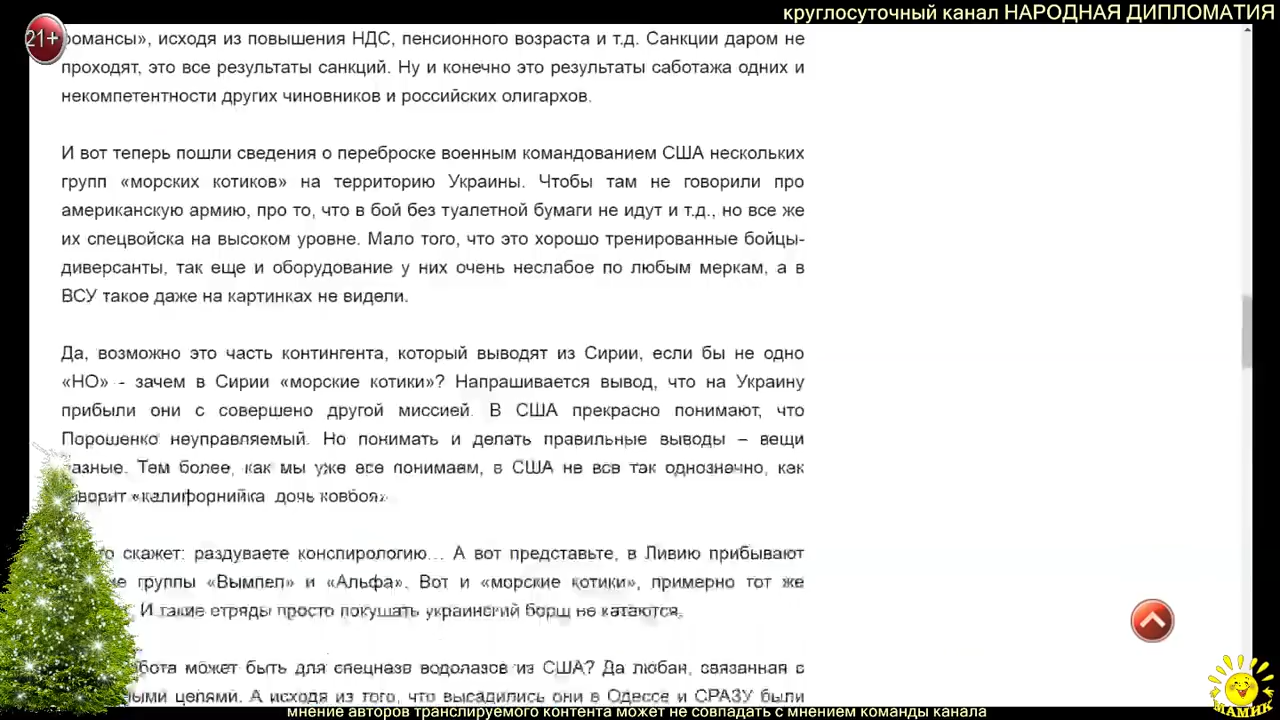 круглосуточный канал НАРОДНАЯ ДИПЛОМАТИЯ
21+
романсы», исходя из повышения НДС, пенсионного возраста и т.д. Санкции даром не
проходят, это все результаты санкций. Ну и конечно это результаты саботажа одних и
некомпетентности других чиновников и российских олигархов.
И вот теперь пошли сведения о переброске военным командованием США нескольких
групп «морских котиков» на территорию Украины. Чтобы там не говорили про
американскую армию, про то, что в бой без туалетной бумаги не идут и т.д., но все же
их спецвойска на высоком уровне. Мало того, что это хорошо тренированные бойцы-
диверсанты, так еще и оборудование у них очень неслабое по любым меркам, а в
ВСУ такое даже на картинках не видели.
Да, возможно это часть контингента, который выводят из Сирии, если бы не одно
«НО» - зачем в Сирии «морские котики»? Напрашивается вывод, что на Украину
прибыли они с совершено другой миссией. В США прекрасно понимают, что
Порошенко неуправляемый. Но понимать и делать правильные выводы – вещи
разные. Тем более, как мы уже все понимаем, в США не все так однозначно, как
говорит «калифорнийка дочь ковбоя»
скажет: раздуваете конспирологию... А вот представьте, в Ливию прибывают
группы «Вымпел» и «Альфа». Вот и «морские котики», примерно тот же
И такие отряды просто покушать украинский борщ не катаются.
может быть для спецназа водолазов из США? Да любая, связанная с
целями. А исходя из того, что высадились они в Одессе и СРАЗУ были
мнение авторов транслируемого контента может не совпадать с мнением команды канала
МАМИК